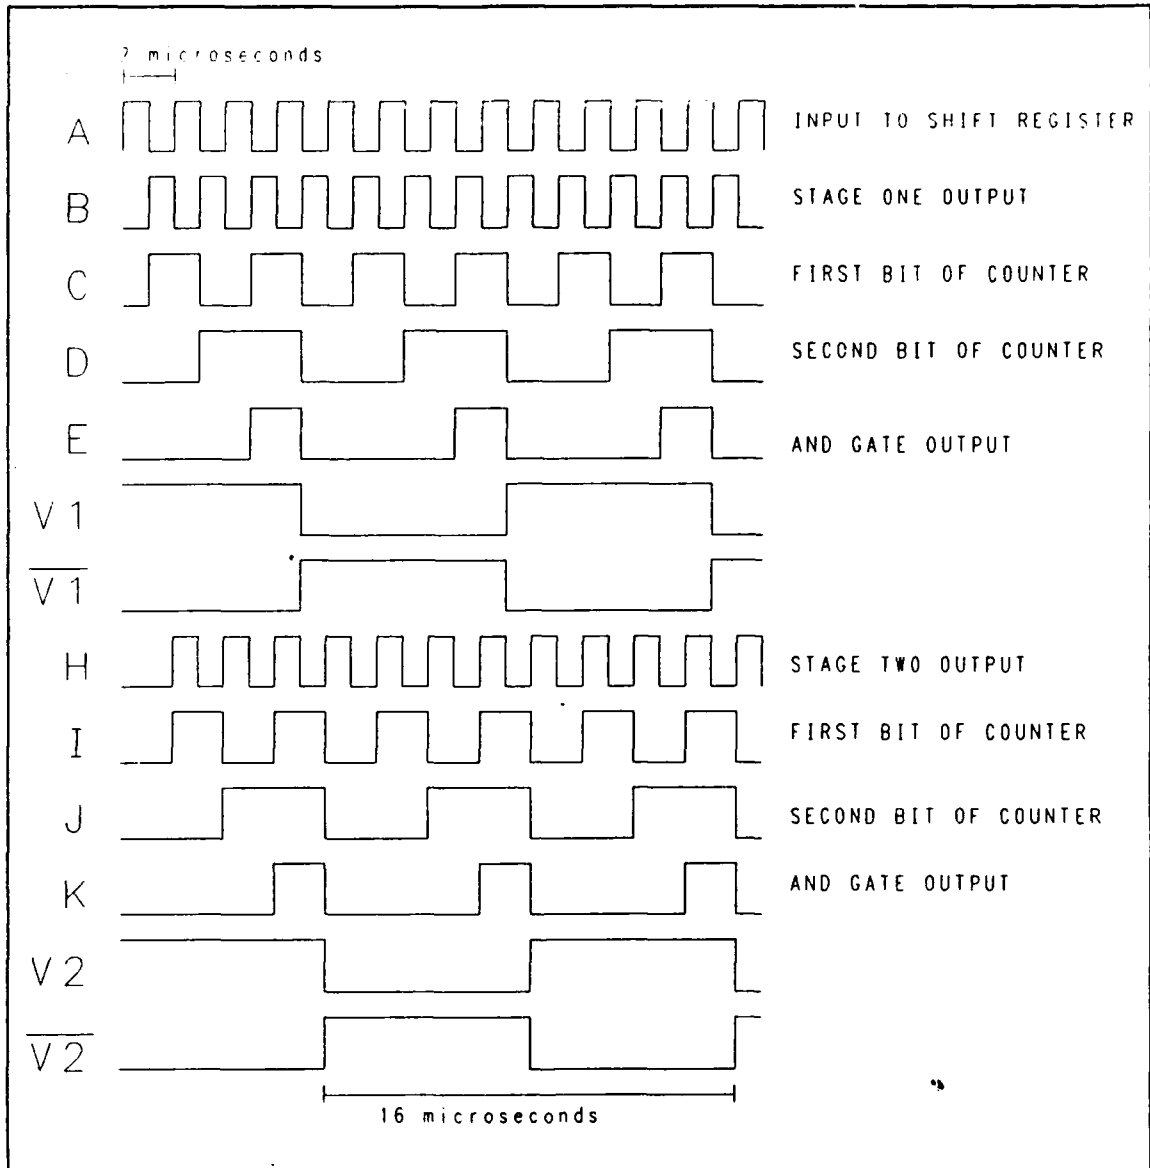 2 microseconds
A INPUT TO SHIFT REGISTER
B STAGE ONE OUTPUT
C FIRST BIT OF COUNTER
D SECOND BIT OF COUNTER
E AND GATE OUTPUT
V1
V1
H STAGE TWO OUTPUT
I FIRST BIT OF COUNTER
J SECOND BIT OF COUNTER
K AND GATE OUTPUT
V2
V2
16 microseconds